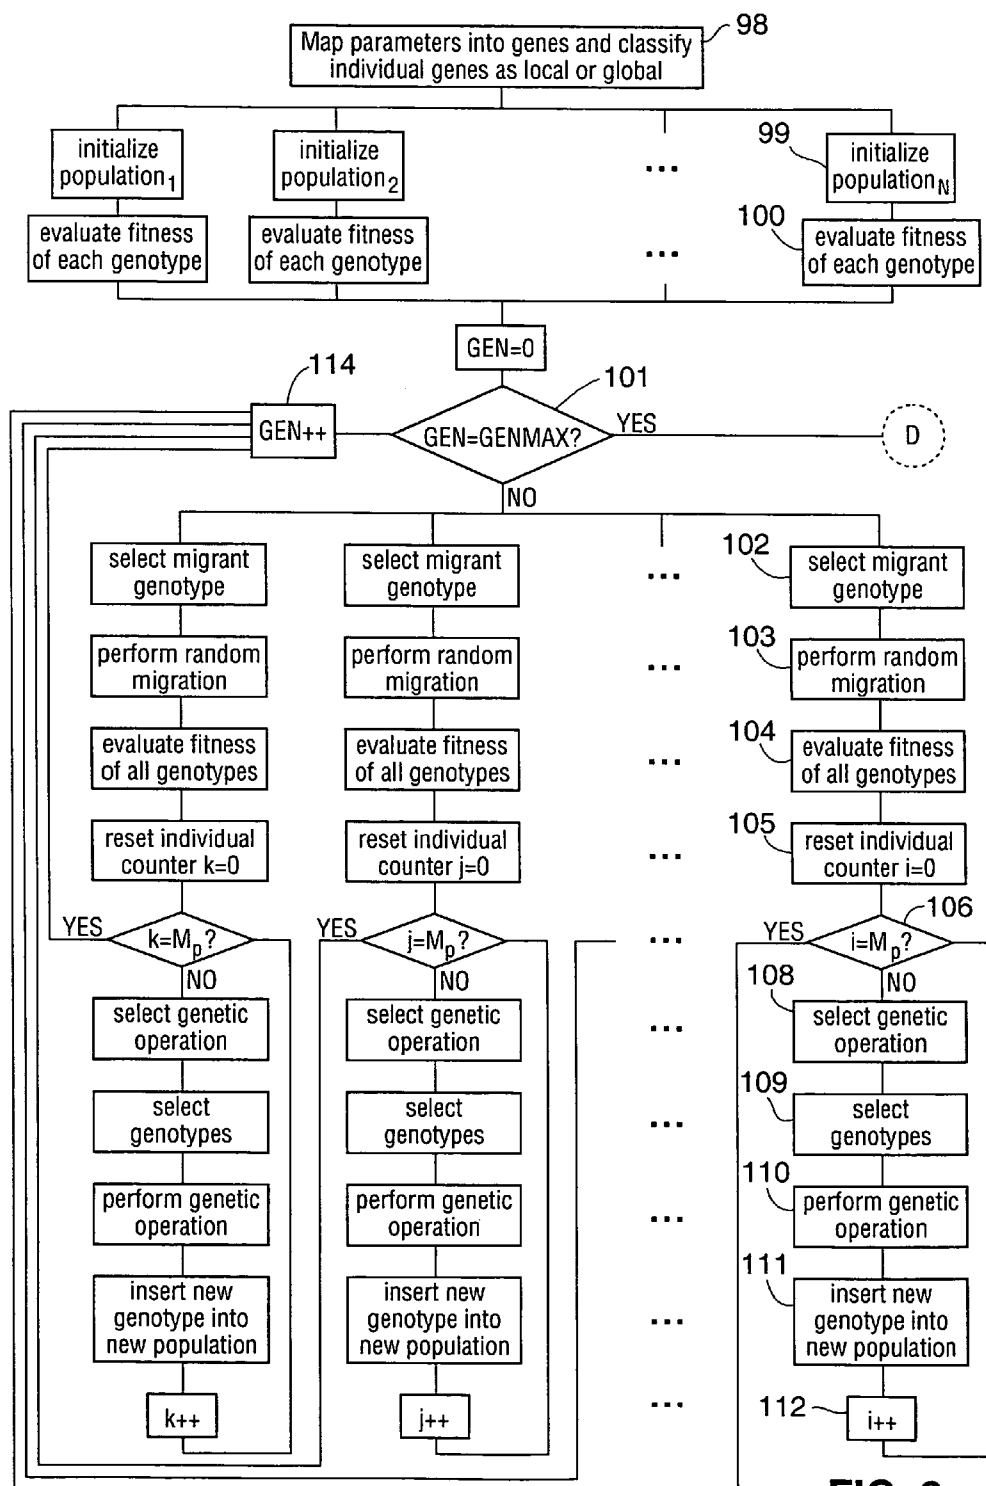 98
Map parameters into genes and classify
individual genes as local or global
99
initialize
population1
initialize
population2
...
initialize
populationN
100
evaluate fitness
of each genotype
evaluate fitness
of each genotype
...
evaluate fitness
of each genotype
GEN=0
114
101
GEN++
GEN=GENMAX?
YES
D
NO
102
select migrant
genotype
select migrant
genotype
...
select migrant
genotype
103
perform random
migration
perform random
migration
...
perform random
migration
104
evaluate fitness
of all genotypes
evaluate fitness
of all genotypes
...
evaluate fitness
of all genotypes
105
reset individual
counter k=0
reset individual
counter j=0
...
reset individual
counter i=0
106
YES
k=Mp?
YES
j=Mp?
...
YES
i=Mp?
NO
NO
NO
108
select genetic
operation
select genetic
operation
...
select genetic
operation
109
select
genotypes
select
genotypes
...
select
genotypes
110
perform genetic
operation
perform genetic
operation
...
perform genetic
operation
111
insert new
genotype into
new population
insert new
genotype into
new population
...
insert new
genotype into
new population
112
k++
j++
...
i++